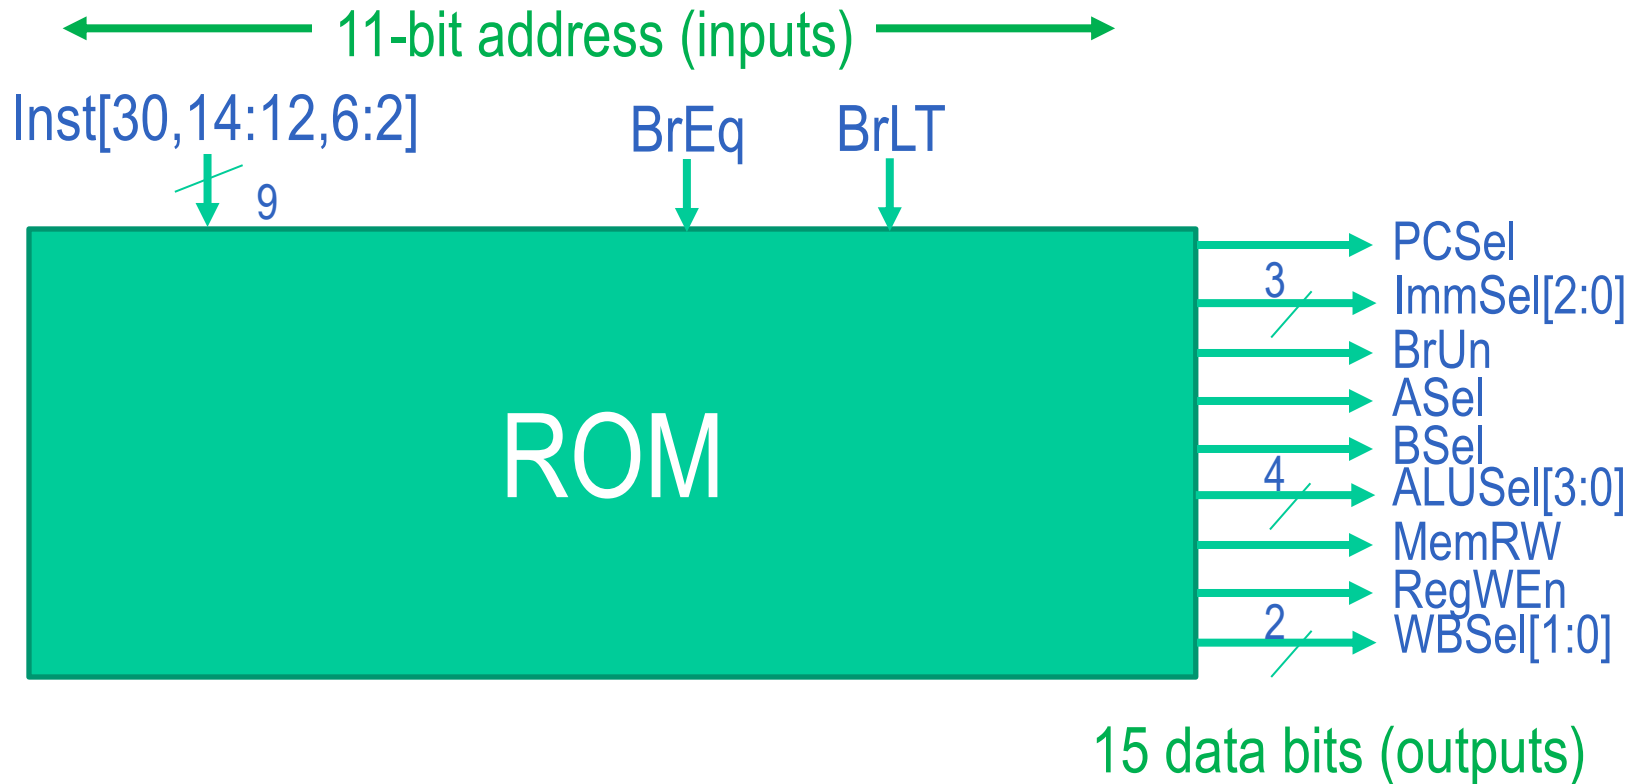 11-bit address (inputs)
Inst[30,14:12,6:2]
BrEq
BrLT
9
ROM
PCSel
3
ImmSel[2:0]
BrUn
ASel
BSel
4
ALUSel[3:0]
MemRW
RegWEn
2
WBSel[1:0]
15 data bits (outputs)